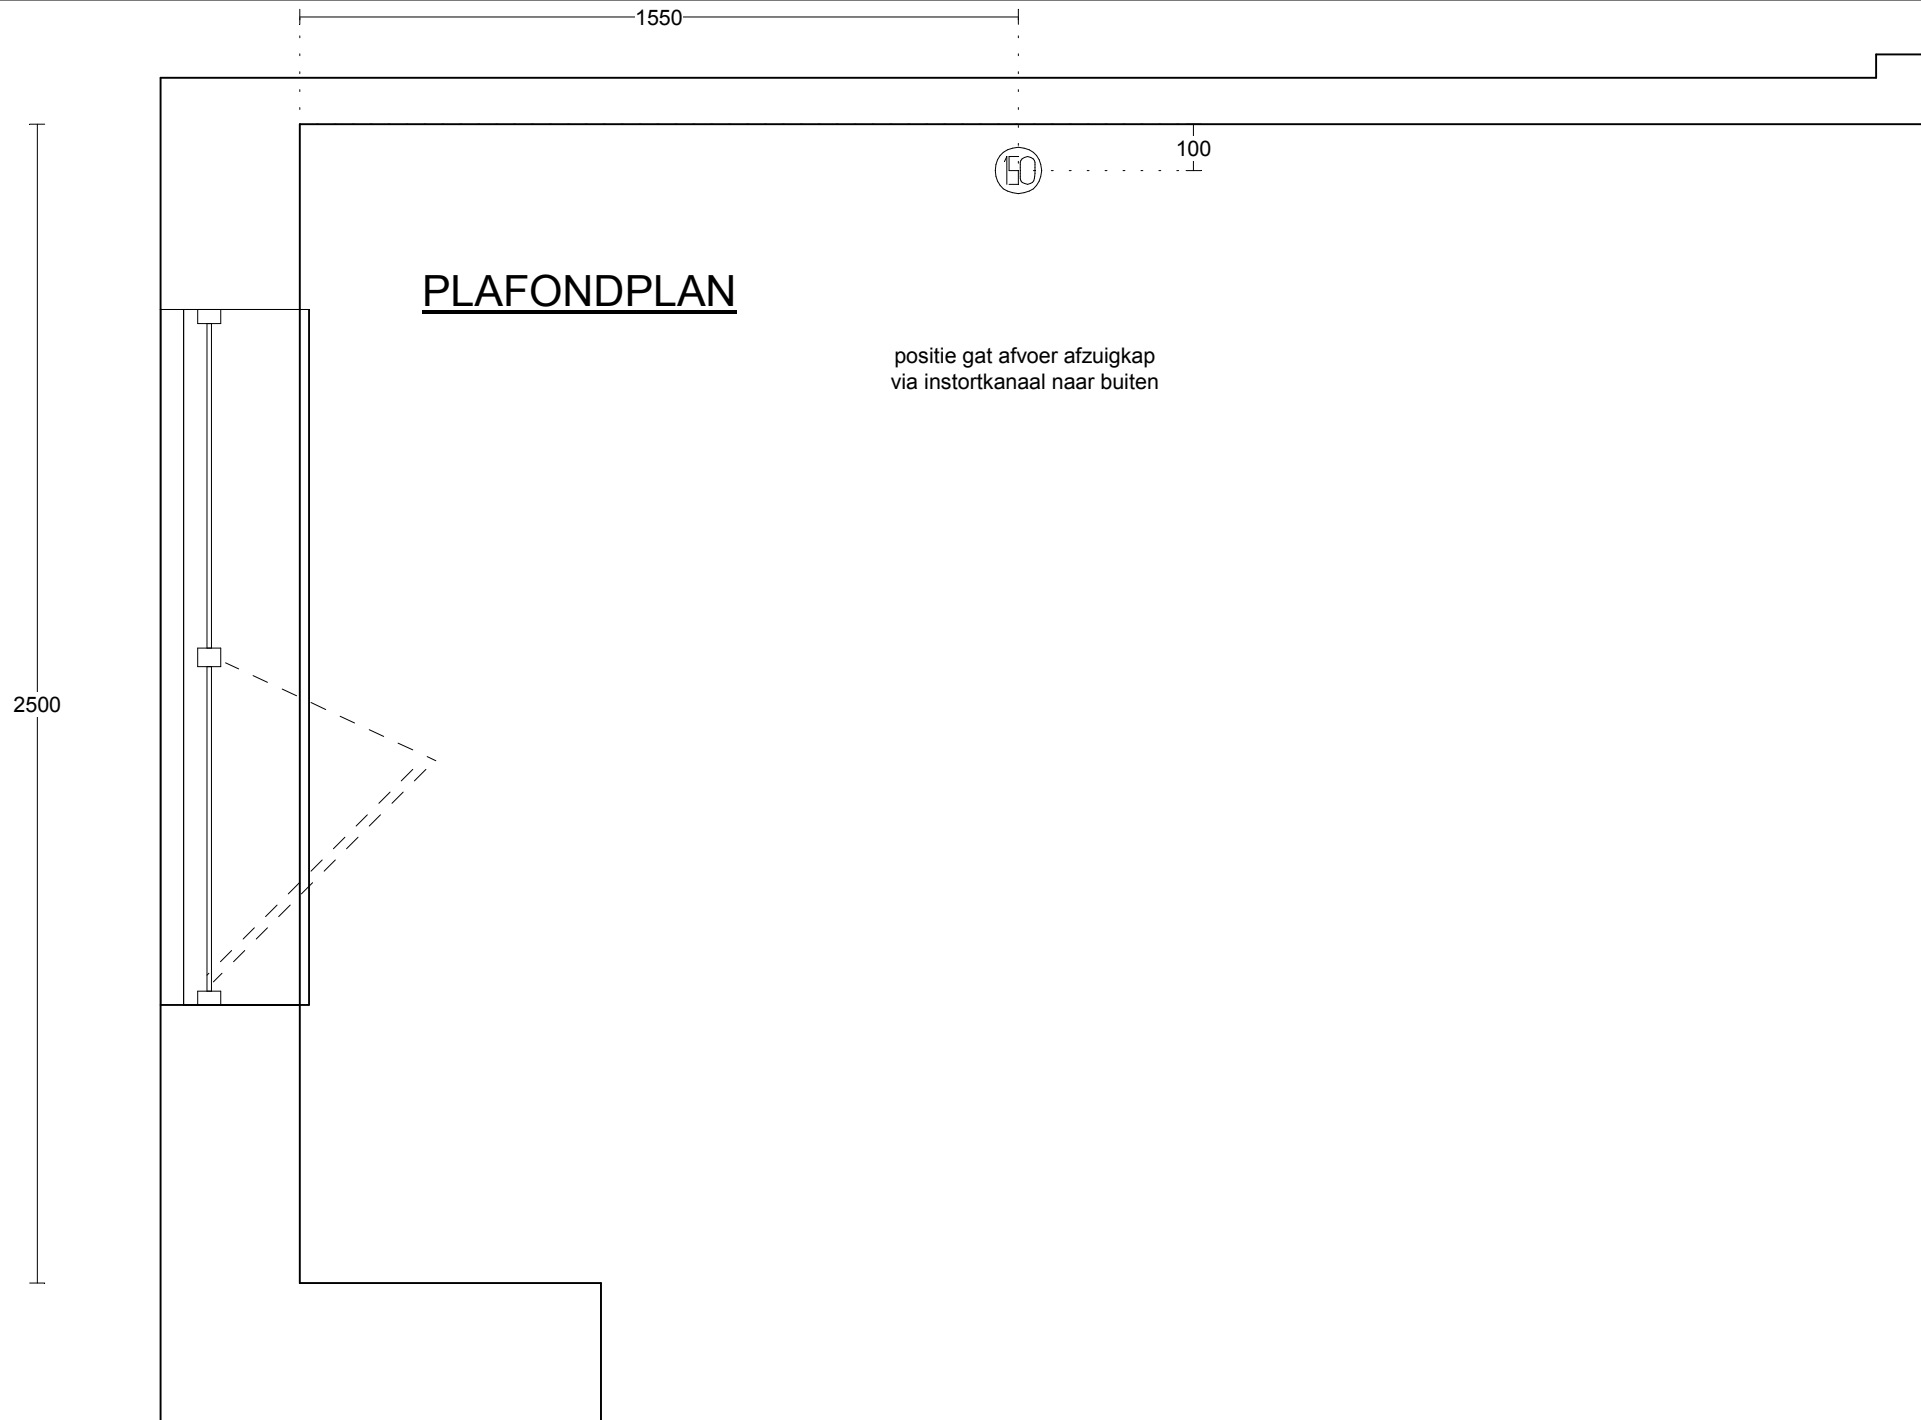 1550
100
150
PLAFONDPLAN
positie gat afvoer afzuigkap
via instortkanaal naar buiten
2500